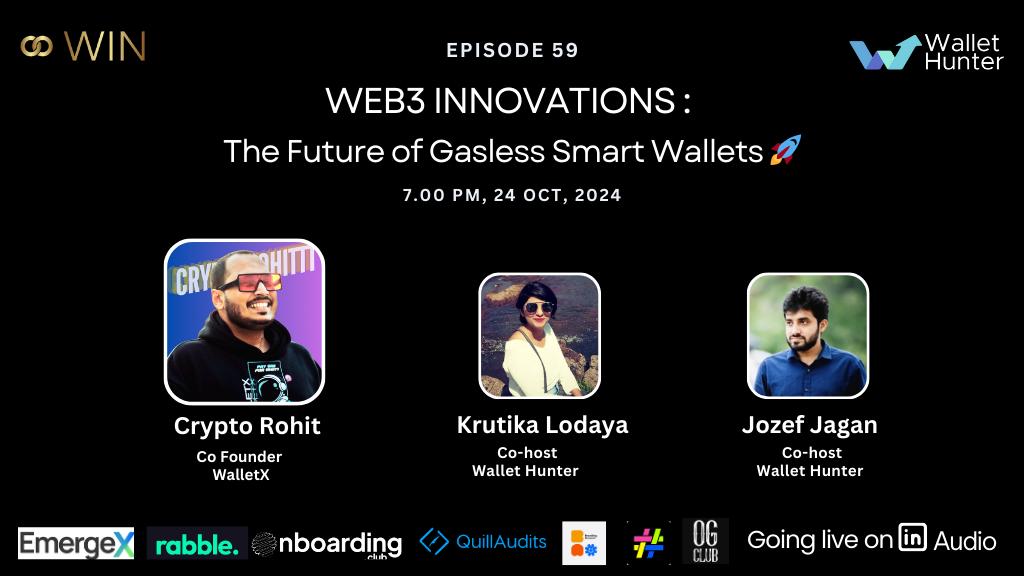 WIN
EPISODE 59
Wallet
Hunter
WEB3 INNOVATIONS :
The Future of Gasless Smart Wallets 🚀
7.00 PM, 24 OCT, 2024
Crypto Rohit
Co Founder
WalletX
Krutika Lodaya
Co-host
Wallet Hunter
Jozef Jagan
Co-host
Wallet Hunter
EmergeX
rabble.
nboarding
club
QuillAudits
OG
CLUB
Going live on in Audio